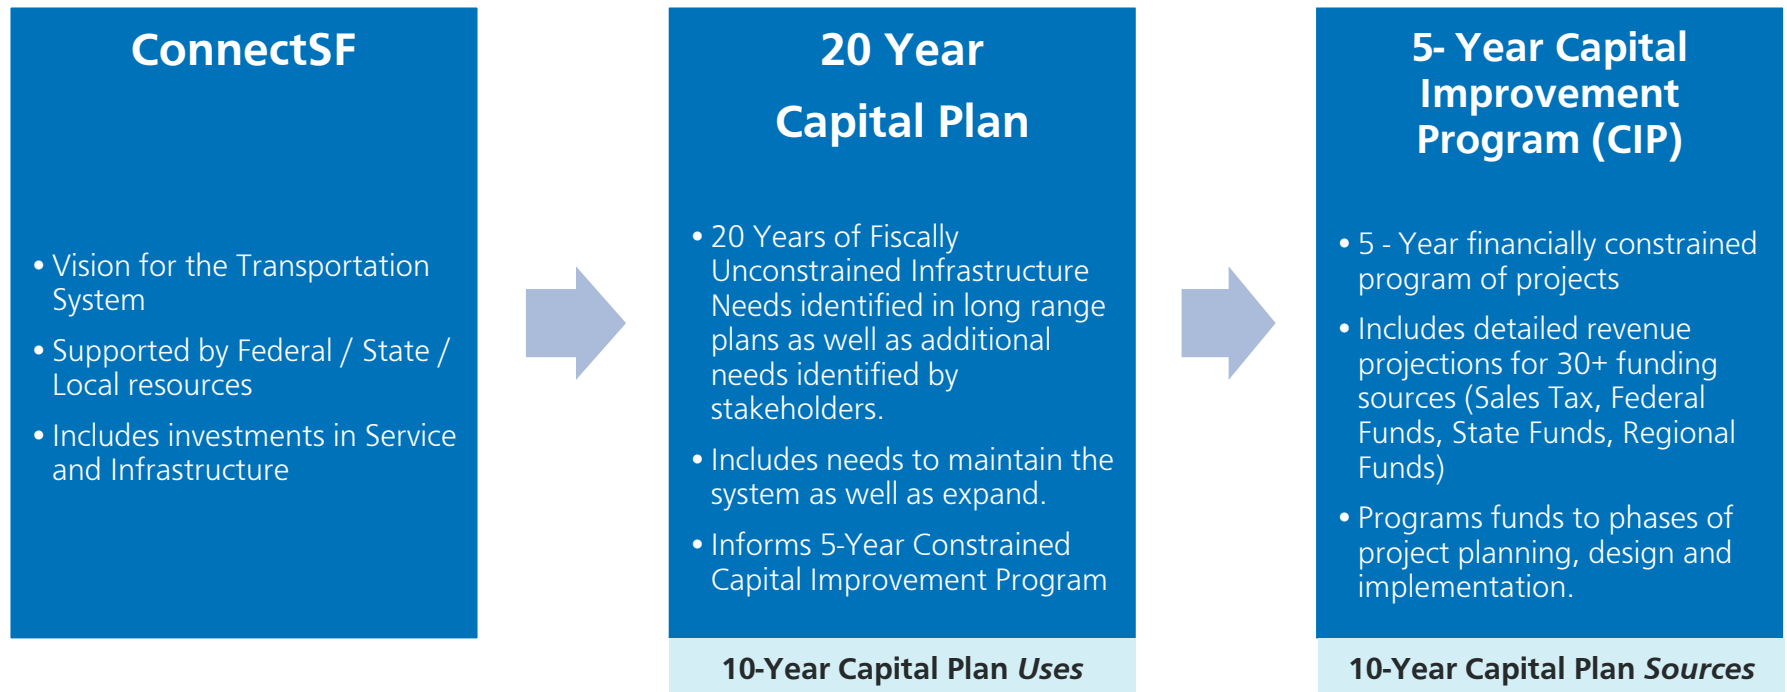 ConnectSF
• Vision for the Transportation
System
• Supported by Federal / State /
Local resources
• Includes investments in Service
and Infrastructure
20 Year
Capital Plan
• 20 Years of Fiscally
Unconstrained Infrastructure
Needs identified in long range
plans as well as additional
needs identified by
stakeholders.
• Includes needs to maintain the
system as well as expand.
• Informs 5-Year Constrained
Capital Improvement Program
10-Year Capital Plan Uses
5- Year Capital
Improvement
Program (CIP)
• 5 - Year financially constrained
program of projects
• Includes detailed revenue
projections for 30+ funding
sources (Sales Tax, Federal
Funds, State Funds, Regional
Funds)
• Programs funds to phases of
project planning, design and
implementation.
10-Year Capital Plan Sources